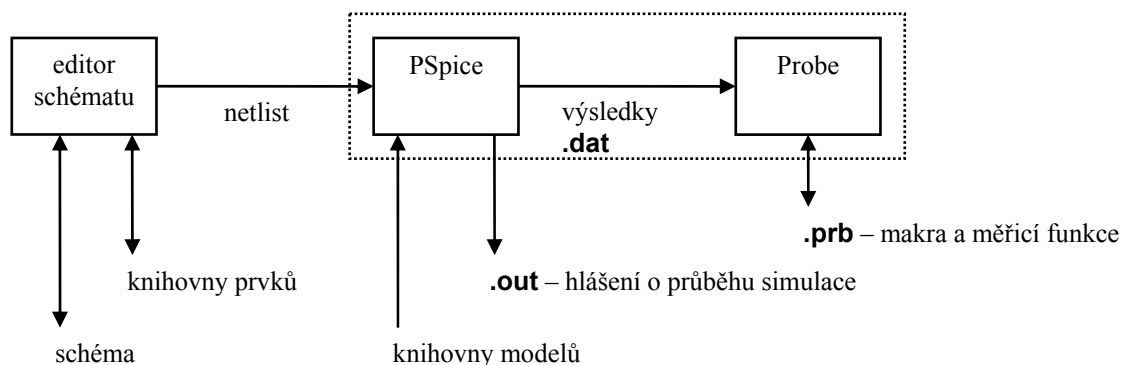 editor
schématu
PSpice
Probe
netlist
výsledky
.dat
.prb – makra a měřicí funkce
knihovny prvků
.out – hlášení o průběhu simulace
schéma
knihovny modelů